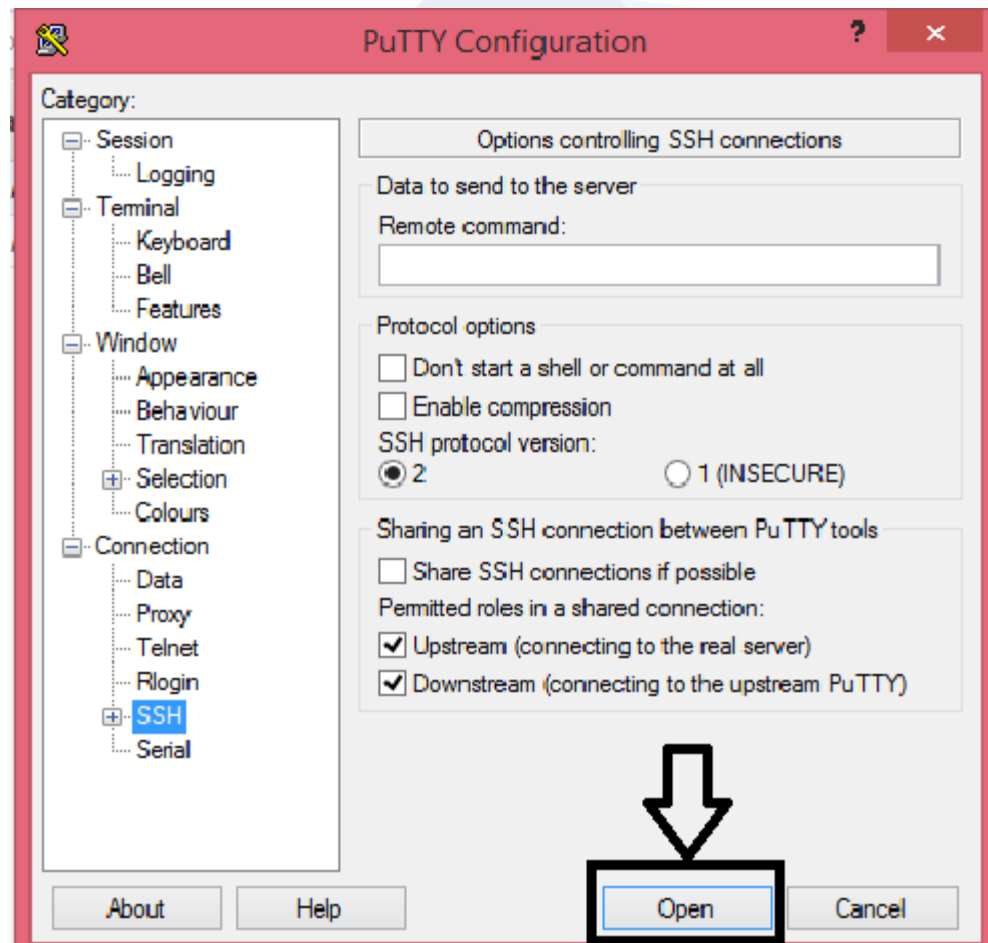 PuTTY Configuration
?
Category:
Session
Logging
Terminal
Keyboard
Bell
Features
Window
Appearance
Behaviour
Translation
Selection
Colours
Connection
Data
Proxy
Telnet
Rlogin
SSH
Serial
Options controlling SSH connections
Data to send to the server
Remote command:
Protocol options
Don't start a shell or command at all
Enable compression
SSH protocol version:
2 1 (INSECURE)
Sharing an SSH connection between PuTTY tools
Share SSH connections if possible
Permitted roles in a shared connection:
Upstream (connecting to the real server)
Downstream (connecting to the upstream PuTTY)
About Help Open Cancel